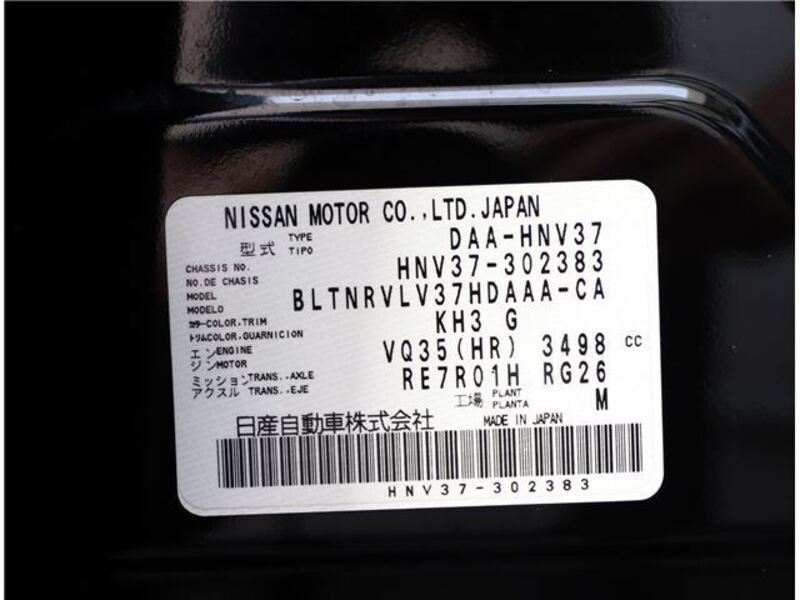 NISSAN MOTOR CO.,LTD.JAPAN
型式 TYPE TIPO DAA-HNV37
CHASSIS NO. NO.DE CHASIS HNV37-302383
MODEL MODELO BLTNRVLV37HDAAA-CA
カラー COLOR,TRIM トリム COLOR,GUARNICION KH3 G
エンジン ENGINE MOTOR VQ35(HR) 3498 CC
ミッション TRANS.,AXLE アクスル TRANS.,EJE RE7R01H RG26
工場 PLANT PLANTA M
日産自動車株式会社 MADE IN JAPAN
HNV37-302383